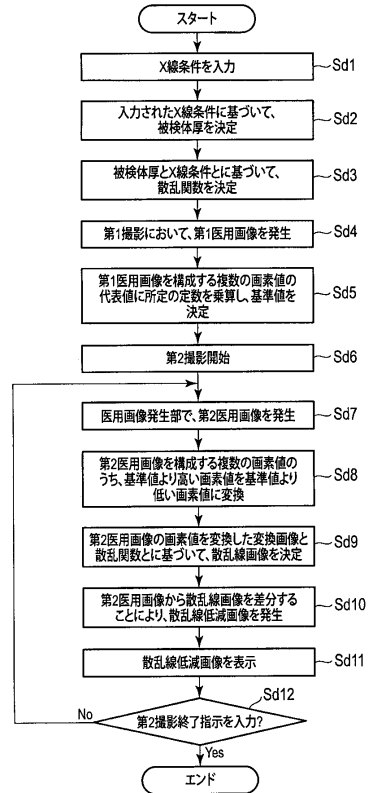 スタート
X線条件を入力
Sd1
入力されたX線条件に基づいて、
被検体厚を決定
Sd2
被検体厚とX線条件とに基づいて、
散乱関数を決定
Sd3
第1撮影において、第1医用画像を発生
Sd4
第1医用画像を構成する複数の画素値の
代表値に所定の定数を乗算し、基準値を
決定
Sd5
第2撮影開始
Sd6
医用画像発生部で、第2医用画像を発生
Sd7
第2医用画像を構成する複数の画素値の
うち、基準値より高い画素値を基準値より
低い画素値に変換
Sd8
第2医用画像の画素値を変換した変換画像と
散乱関数とに基づいて、散乱線画像を決定
Sd9
第2医用画像から散乱線画像を差分する
ことにより、散乱線低減画像を発生
Sd10
散乱線低減画像を表示
Sd11
Sd12
No
第2撮影終了指示を入力?
Yes
エンド